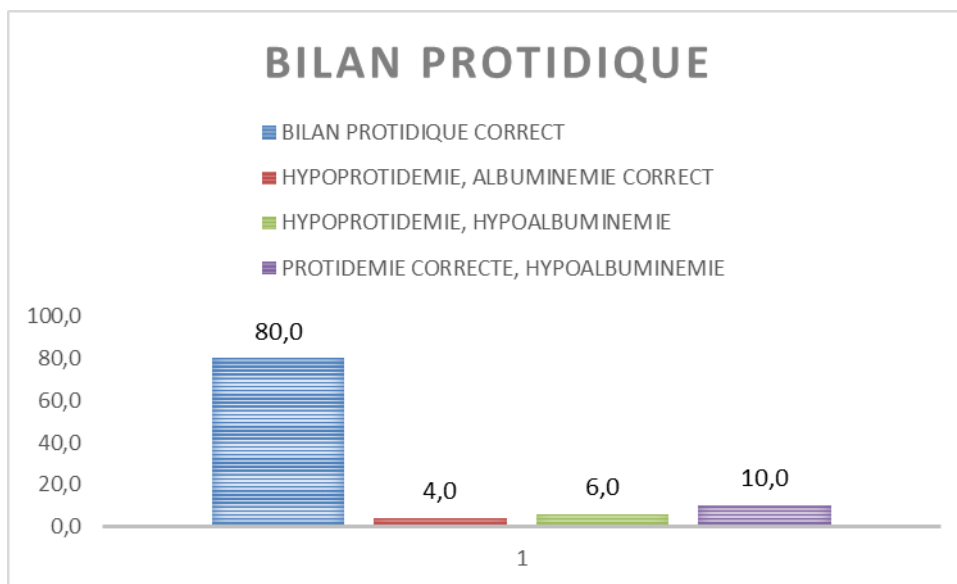 BILAN PROTIDIQUE
BILAN PROTIDIQUE CORRECT
HYPOPROTIDEMIE, ALBUMINEMIE CORRECT
HYPOPROTIDEMIE, HYPOALBUMINEMIE
PROTIDEMIE CORRECTE, HYPOALBUMINEMIE
100,0
80,0
60,0
40,0
20,0
0,0
80,0
4,0
6,0
10,0
1